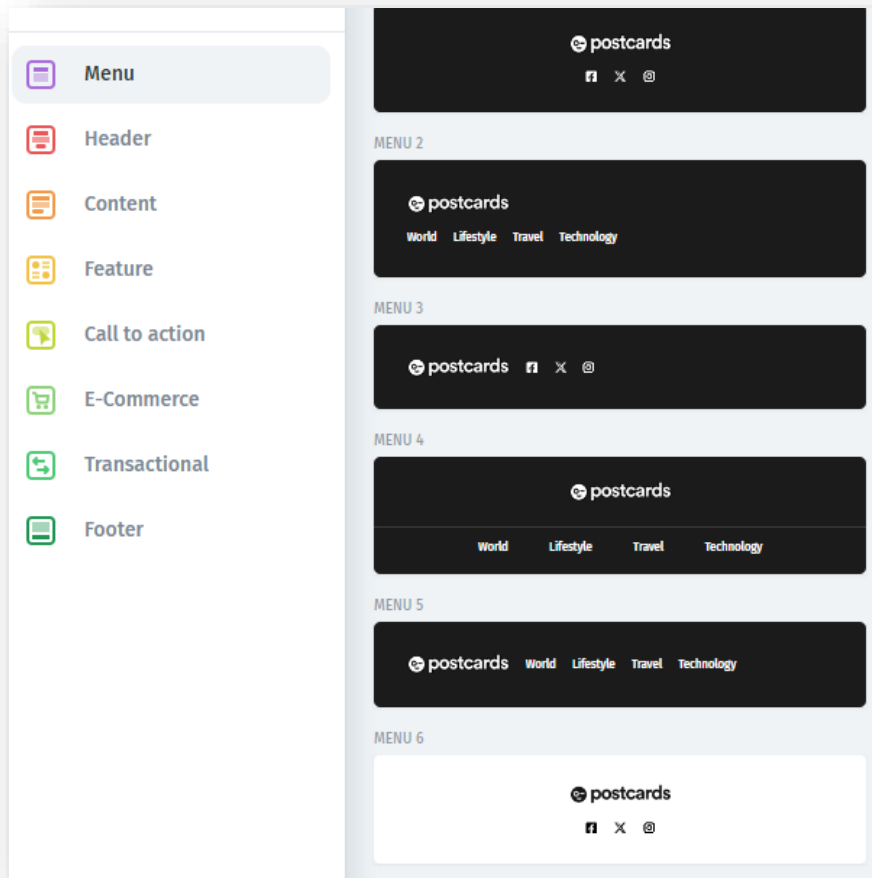 Menu
Header
Content
Feature
Call to action
E-Commerce
Transactional
Footer
postcards
MENU 2
postcards
World Lifestyle Travel Technology
MENU 3
postcards
MENU 4
postcards
World Lifestyle Travel Technology
MENU 5
postcards World Lifestyle Travel Technology
MENU 6
postcards